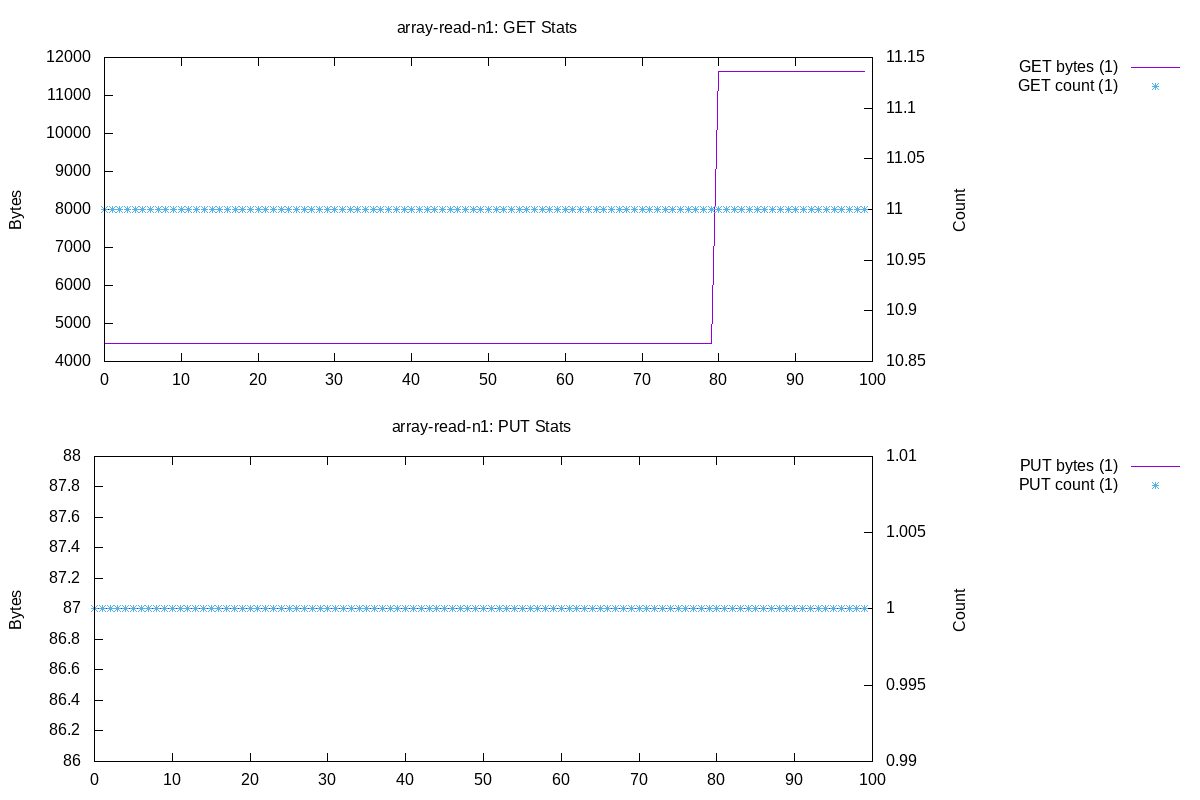 array-read-n1: GET Stats
12000
11000
10000
9000
8000
7000
6000
5000
4000
11.15
11.1
11.05
11
10.95
10.9
10.85
Bytes
Count
0 10 20 30 40 50 60 70 80 90 100
GET bytes (1)
GET count (1)
array-read-n1: PUT Stats
88
87.8
87.6
87.4
87.2
87
86.8
86.6
86.4
86.2
86
1.01
1.005
1
0.995
0.99
Bytes
Count
0 10 20 30 40 50 60 70 80 90 100
PUT bytes (1)
PUT count (1)